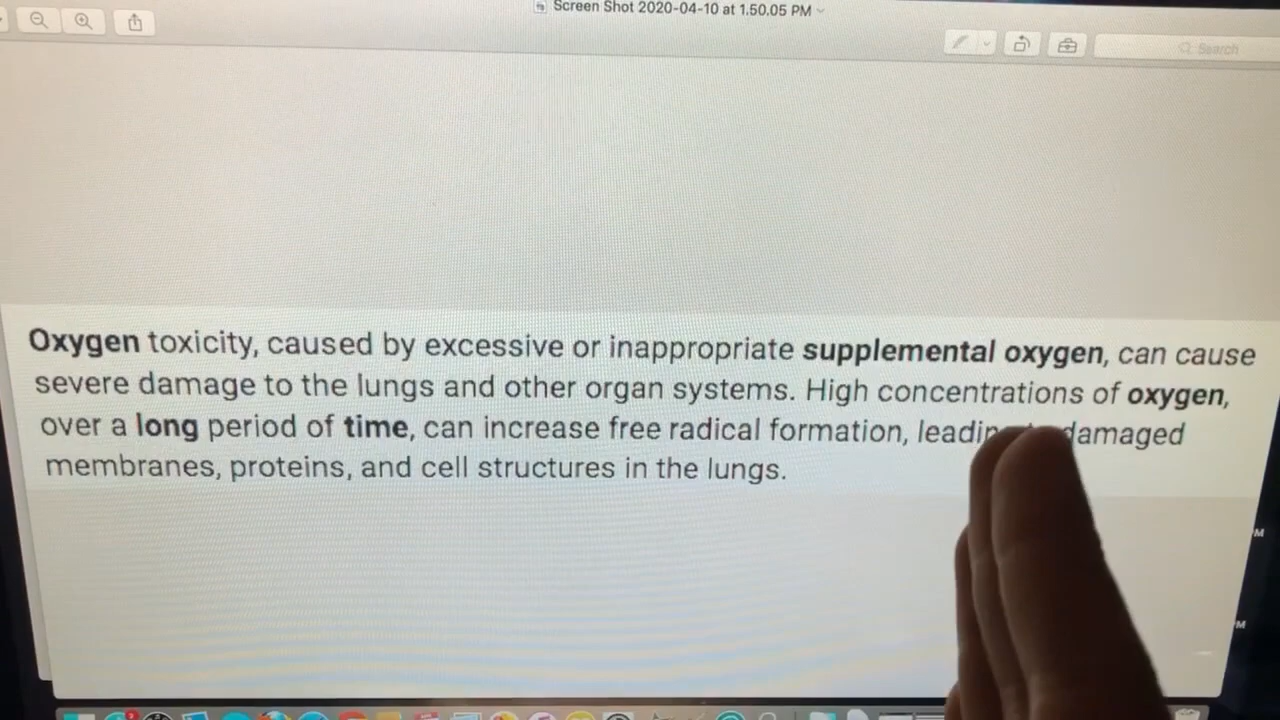 Screen Shot 2020-04-10 at 1.50.05 PM
Search
Oxygen toxicity, caused by excessive or inappropriate supplemental oxygen, can cause
severe damage to the lungs and other organ systems. High concentrations of oxygen,
over a long period of time, can increase free radical formation, damaged
membranes, proteins, and cell structures in the lungs.
M
M